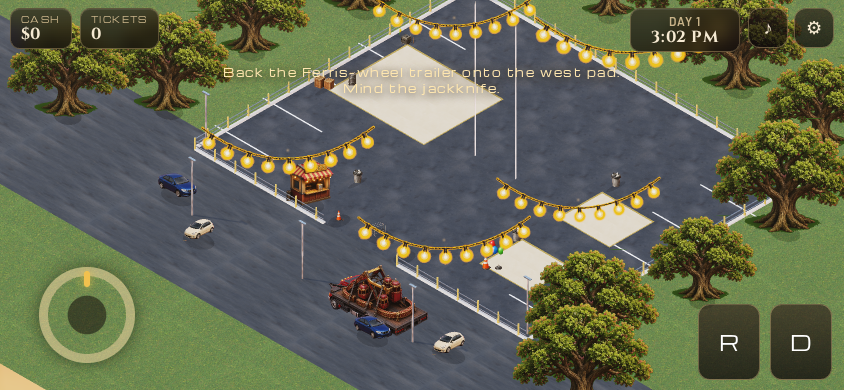 CASH
$0
TICKETS
0
DAY 1
3:02 PM
Back the Ferris-wheel trailer onto the west pad.
Mind the jackknife.
R
D